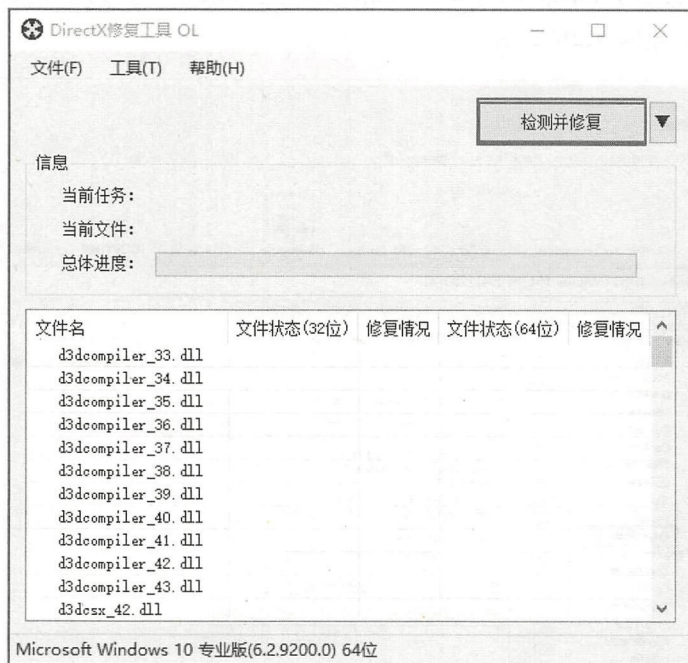 DirectX修复工具 OL
文件(F) 工具(T) 帮助(H)
检测并修复
信息
当前任务:
当前文件:
总体进度:
文件名 文件状态(32位) 修复情况 文件状态(64位) 修复情况
d3dcompiler_33.dll
d3dcompiler_34.dll
d3dcompiler_35.dll
d3dcompiler_36.dll
d3dcompiler_37.dll
d3dcompiler_38.dll
d3dcompiler_39.dll
d3dcompiler_40.dll
d3dcompiler_41.dll
d3dcompiler_42.dll
d3dcompiler_43.dll
d3dcsx_42.dll
Microsoft Windows 10 专业版(6.2.9200.0) 64位